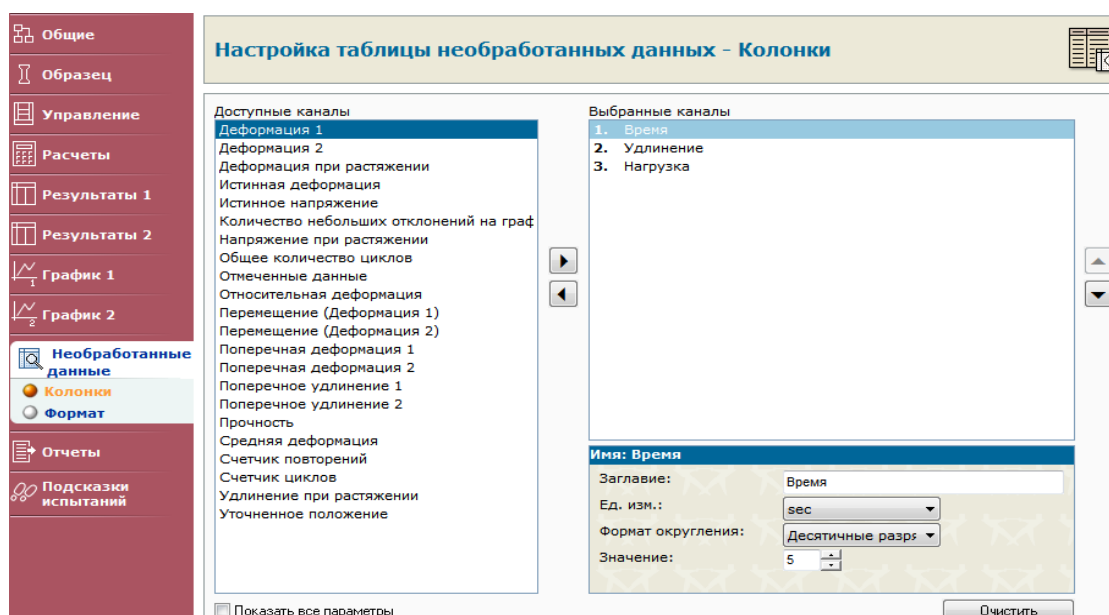 Общие
Образец
Управление
Расчеты
Результаты 1
Результаты 2
График 1
График 2
Необработанные
данные
Колонки
Формат
Отчеты
Подсказки
испытаний
Настройка таблицы необработанных данных - Колонки
Доступные каналы
Деформация 1
Деформация 2
Деформация при растяжении
Истинная деформация
Истинное напряжение
Количество небольших отклонений на граф
Напряжение при растяжении
Общее количество циклов
Отмеченные данные
Относительная деформация
Перемещение (Деформация 1)
Перемещение (Деформация 2)
Поперечная деформация 1
Поперечная деформация 2
Поперечное удлинение 1
Поперечное удлинение 2
Прочность
Средняя деформация
Счетчик повторений
Счетчик циклов
Удлинение при растяжении
Уточненное положение
Показать все параметры
Выбранные каналы
1. Время
2. Удлинение
3. Нагрузка
Имя: Время
Заглавие: Время
Ед. изм.: sec
Формат округления: Десятичные разря
Значение: 5
Очистить